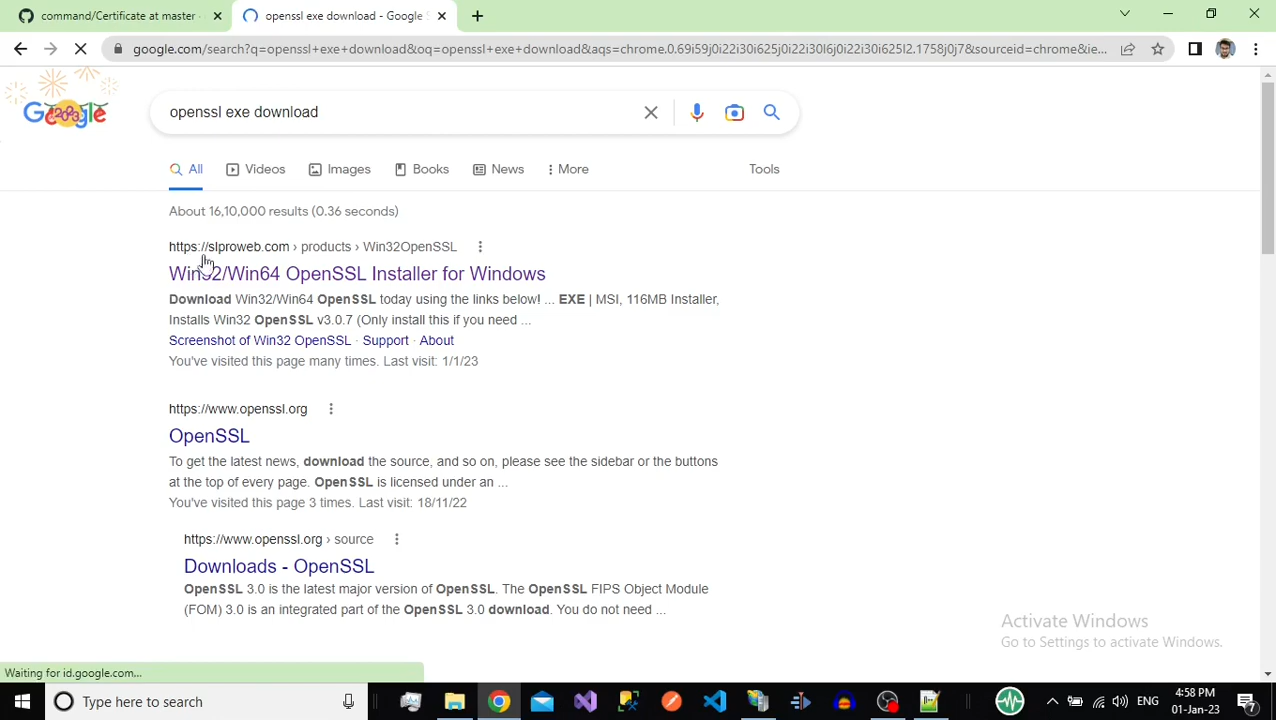 command/Certificate at master
openssl exe download - Google S
google.com/search?q=openssl+exe+download&oq=openssl+exe+download&aqs=chrome.0.69i59j0i22i30i625j0i22i30l6j0i22i30i625l2.1758j0j7&sourceid=chrome&ie...
Google
openssl exe download
All
Videos
Images
Books
News
More
Tools
About 16,10,000 results (0.36 seconds)
https://slproweb.com › products › Win32OpenSSL
Win32/Win64 OpenSSL Installer for Windows
Download Win32/Win64 OpenSSL today using the links below! ... EXE | MSI, 116MB Installer,
Installs Win32 OpenSSL v3.0.7 (Only install this if you need ...
Screenshot of Win32 OpenSSL · Support · About
You've visited this page many times. Last visit: 1/1/23
https://www.openssl.org
OpenSSL
To get the latest news, download the source, and so on, please see the sidebar or the buttons
at the top of every page. OpenSSL is licensed under an ...
You've visited this page 3 times. Last visit: 18/11/22
https://www.openssl.org › source
Downloads - OpenSSL
OpenSSL 3.0 is the latest major version of OpenSSL. The OpenSSL FIPS Object Module
(FOM) 3.0 is an integrated part of the OpenSSL 3.0 download. You do not need ...
Activate Windows
Go to Settings to activate Windows.
Waiting for id.google.com...
Type here to search
ENG
4:58 PM
01-Jan-23
7